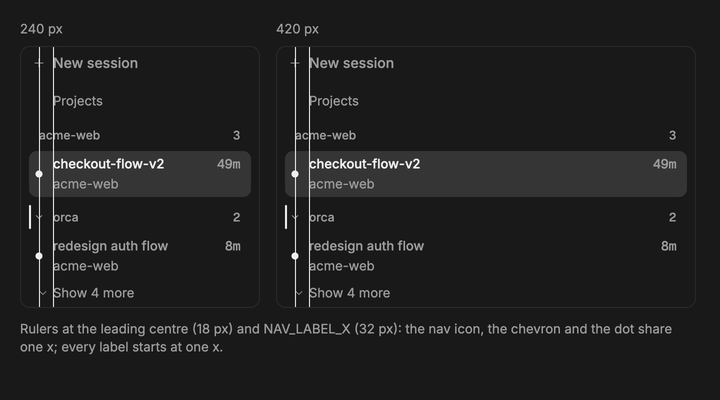 240 px
420 px
New session
Projects
acme-web 3
checkout-flow-v2 49m
acme-web
orca 2
redesign auth flow 8m
acme-web
Show 4 more
New session
Projects
acme-web 3
checkout-flow-v2 49m
acme-web
orca 2
redesign auth flow 8m
acme-web
Show 4 more
Rulers at the leading centre (18 px) and NAV_LABEL_X (32 px): the nav icon, the chevron and the dot share
one x; every label starts at one x.